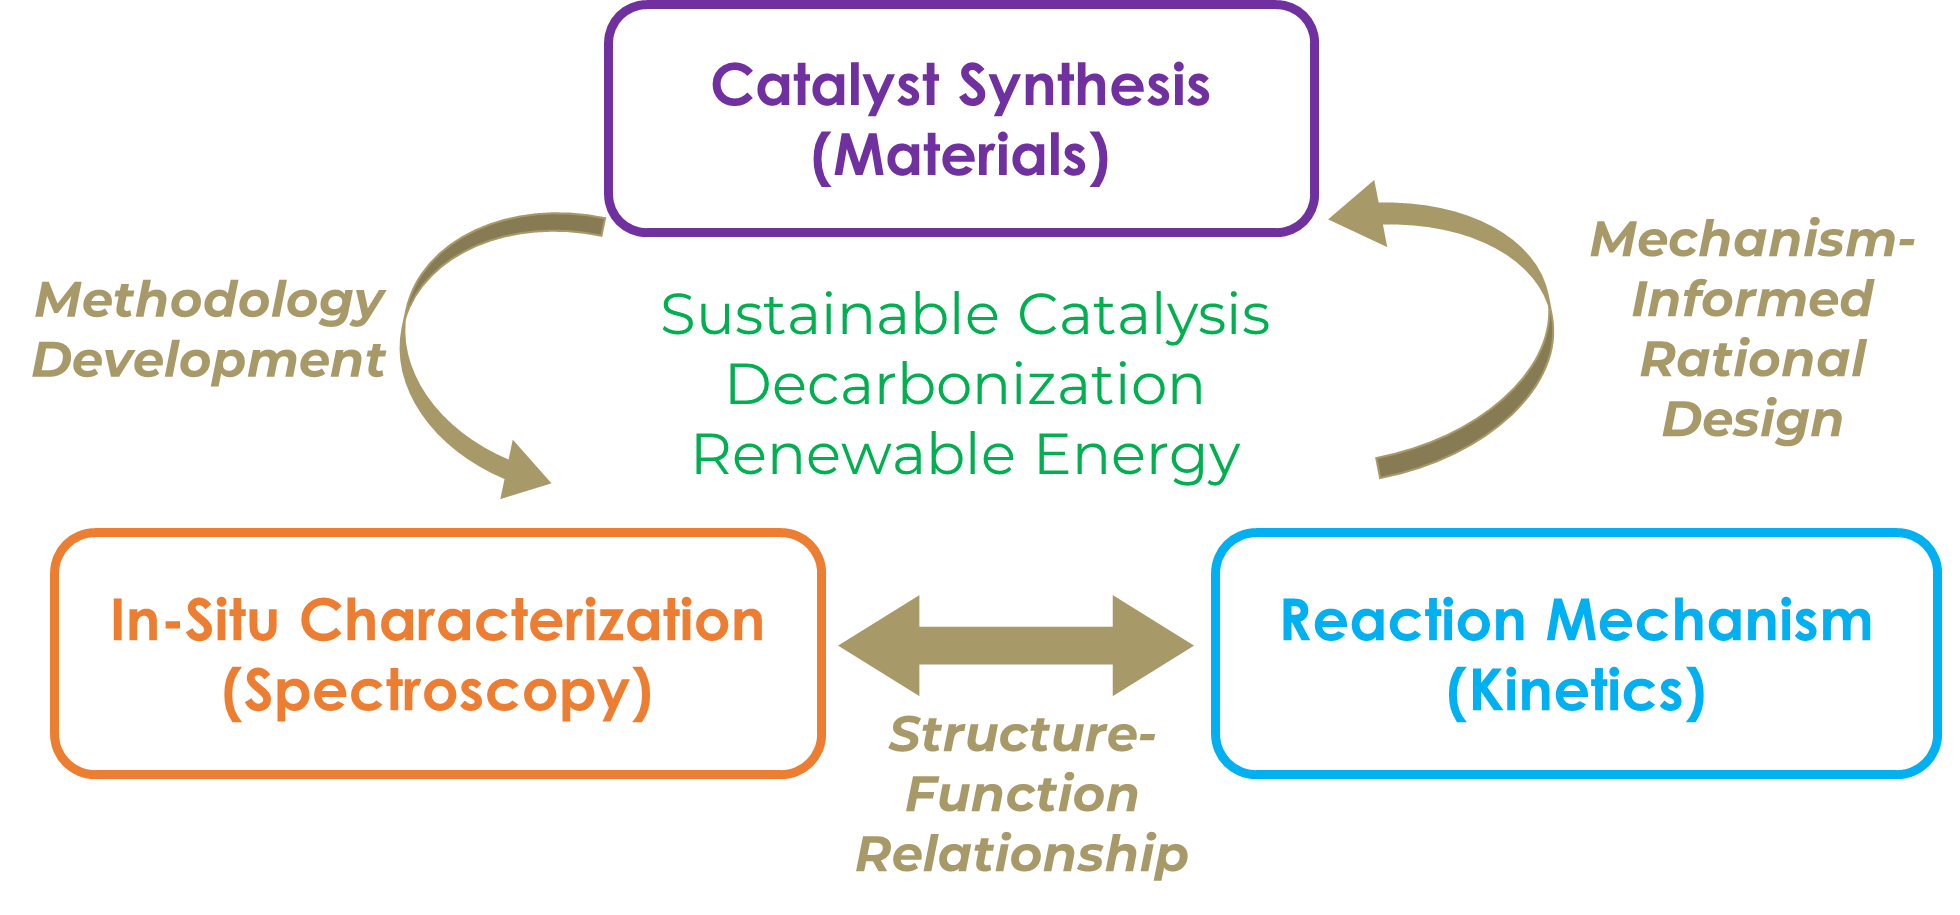 Catalyst Synthesis
(Materials)
Methodology
Development
Sustainable Catalysis
Decarbonization
Renewable Energy
Mechanism-
Informed
Rational
Design
In-Situ Characterization
(Spectroscopy)
Structure-
Function
Relationship
Reaction Mechanism
(Kinetics)